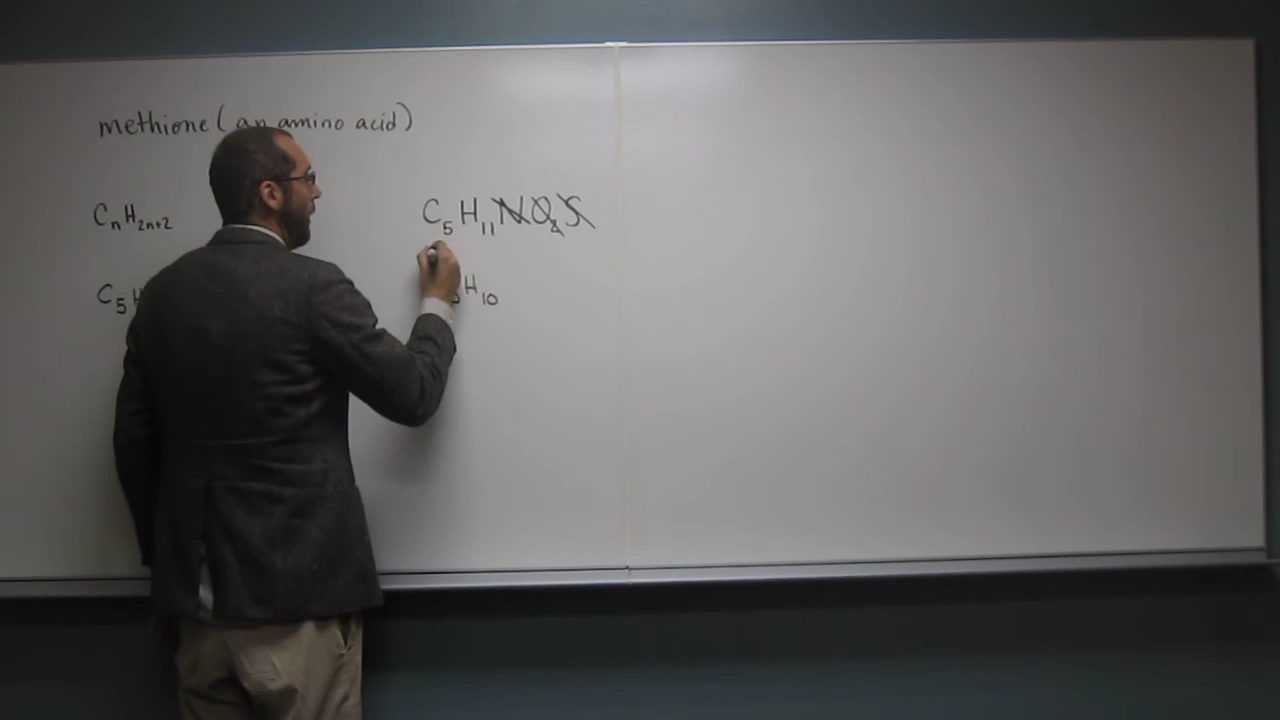 methione (an amino acid)
CnH2n+2
C5H11NO2S
C5H
H10